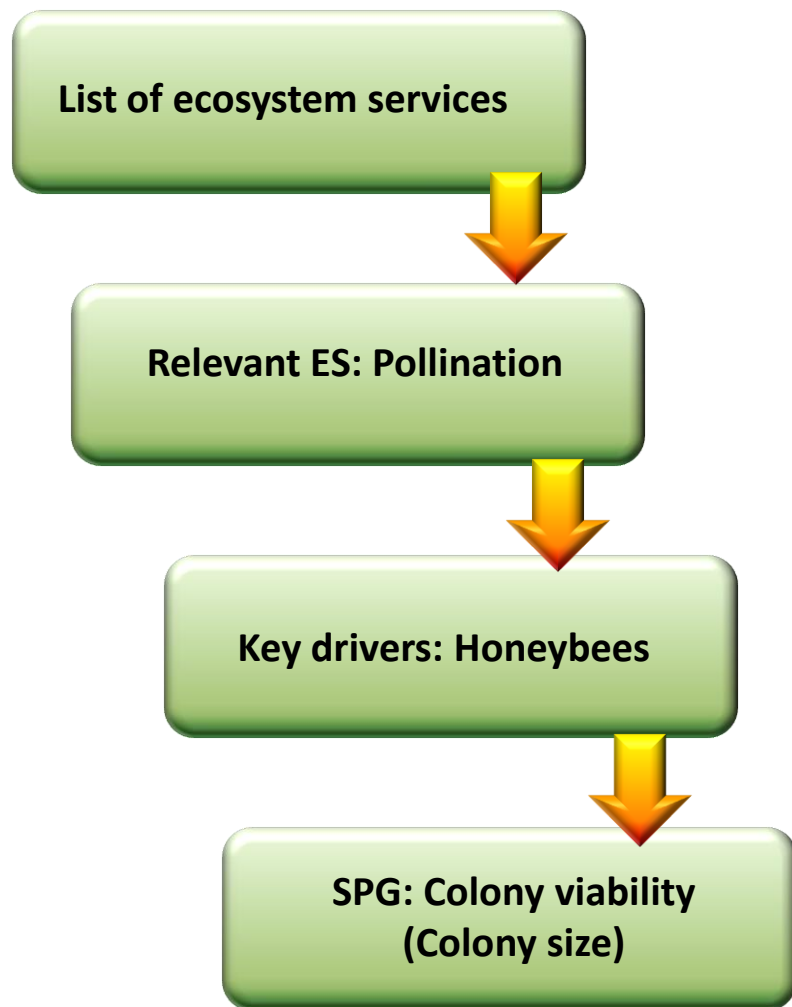 List of ecosystem services
Relevant ES: Pollination
Key drivers: Honeybees
SPG: Colony viability
(Colony size)